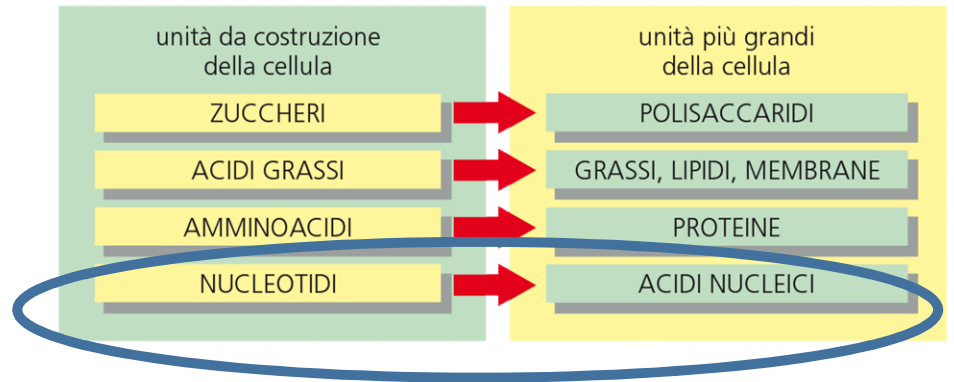 unità da costruzione
della cellula
ZUCCHERI
ACIDI GRASSI
AMMINOACIDI
NUCLEOTIDI
unità più grandi
della cellula
POLISACCARIDI
GRASSI, LIPIDI, MEMBRANE
PROTEINE
ACIDI NUCLEICI